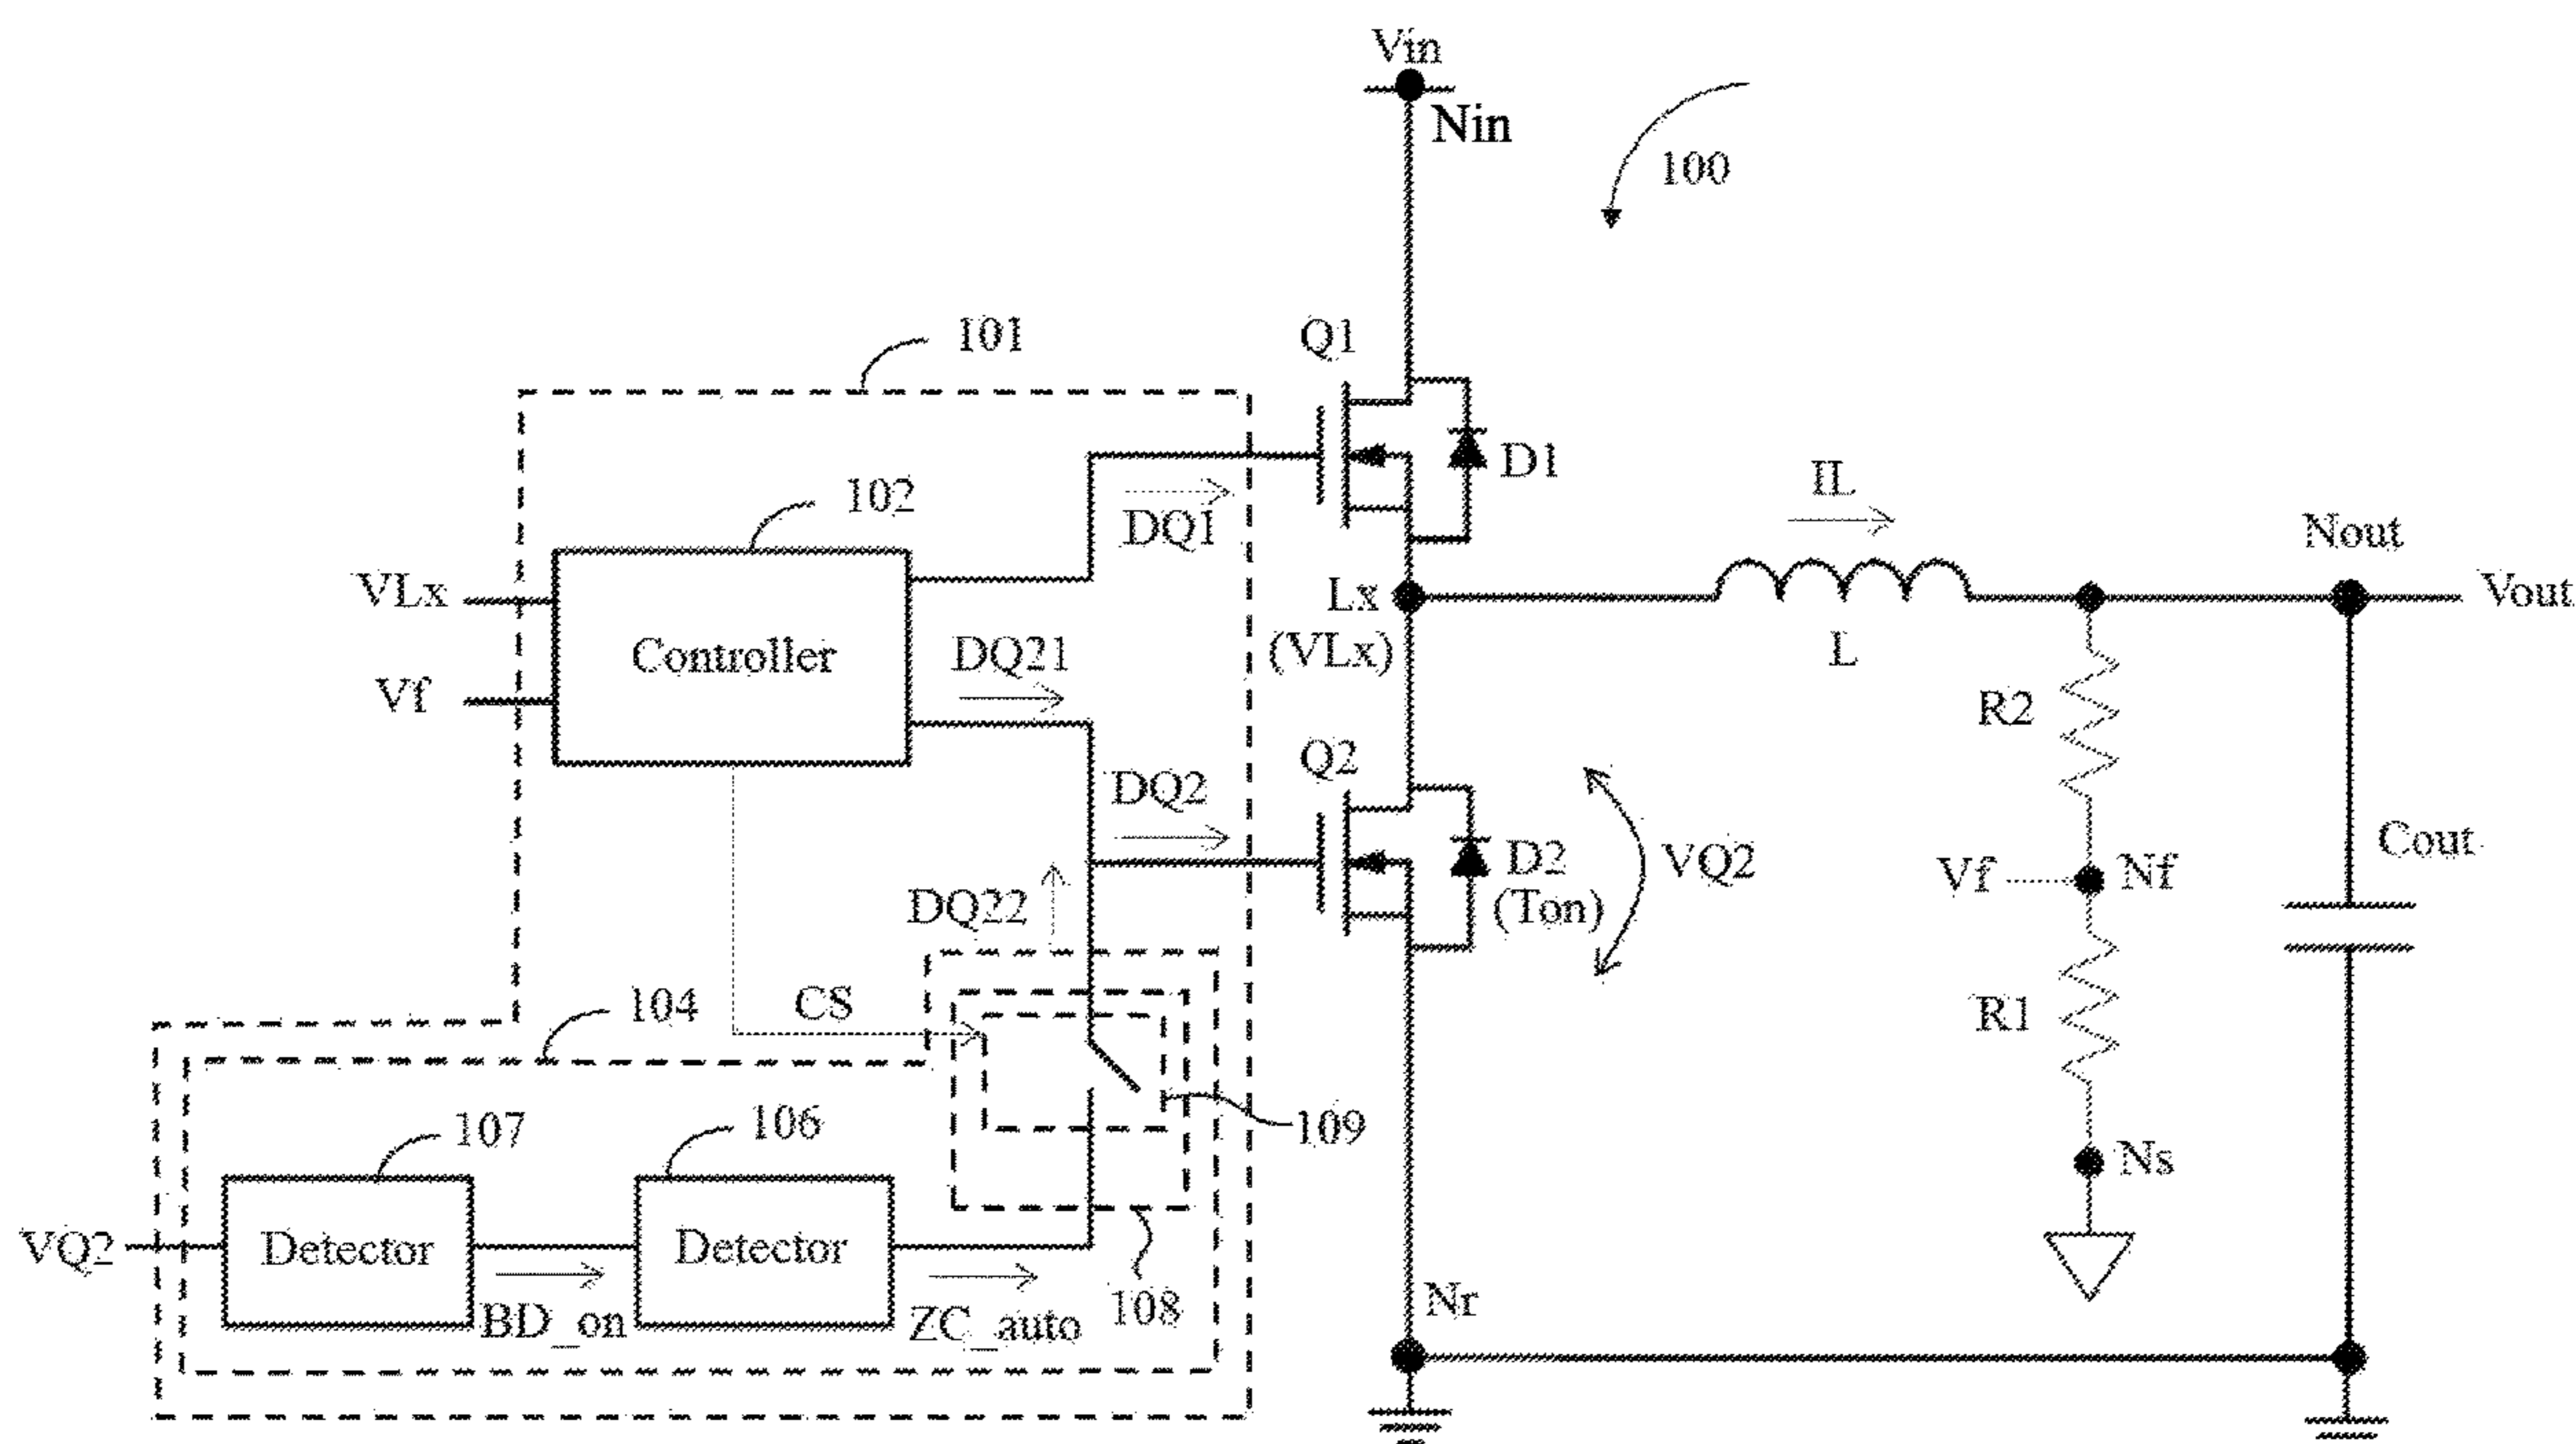 Vin
Nin
100
101
Q1
D1
102
DQ1
IL
Nout
VLx
Lx
(VLx)
L
Vout
Controller
DQ21
Vf
R2
Q2
DQ2
D2
(Ton)
VQ2
Vf
Nf
Cout
DQ22
104
CS
R1
107
106
109
Ns
VQ2
Detector
Detector
BD_on
ZC_auto
108
Nr